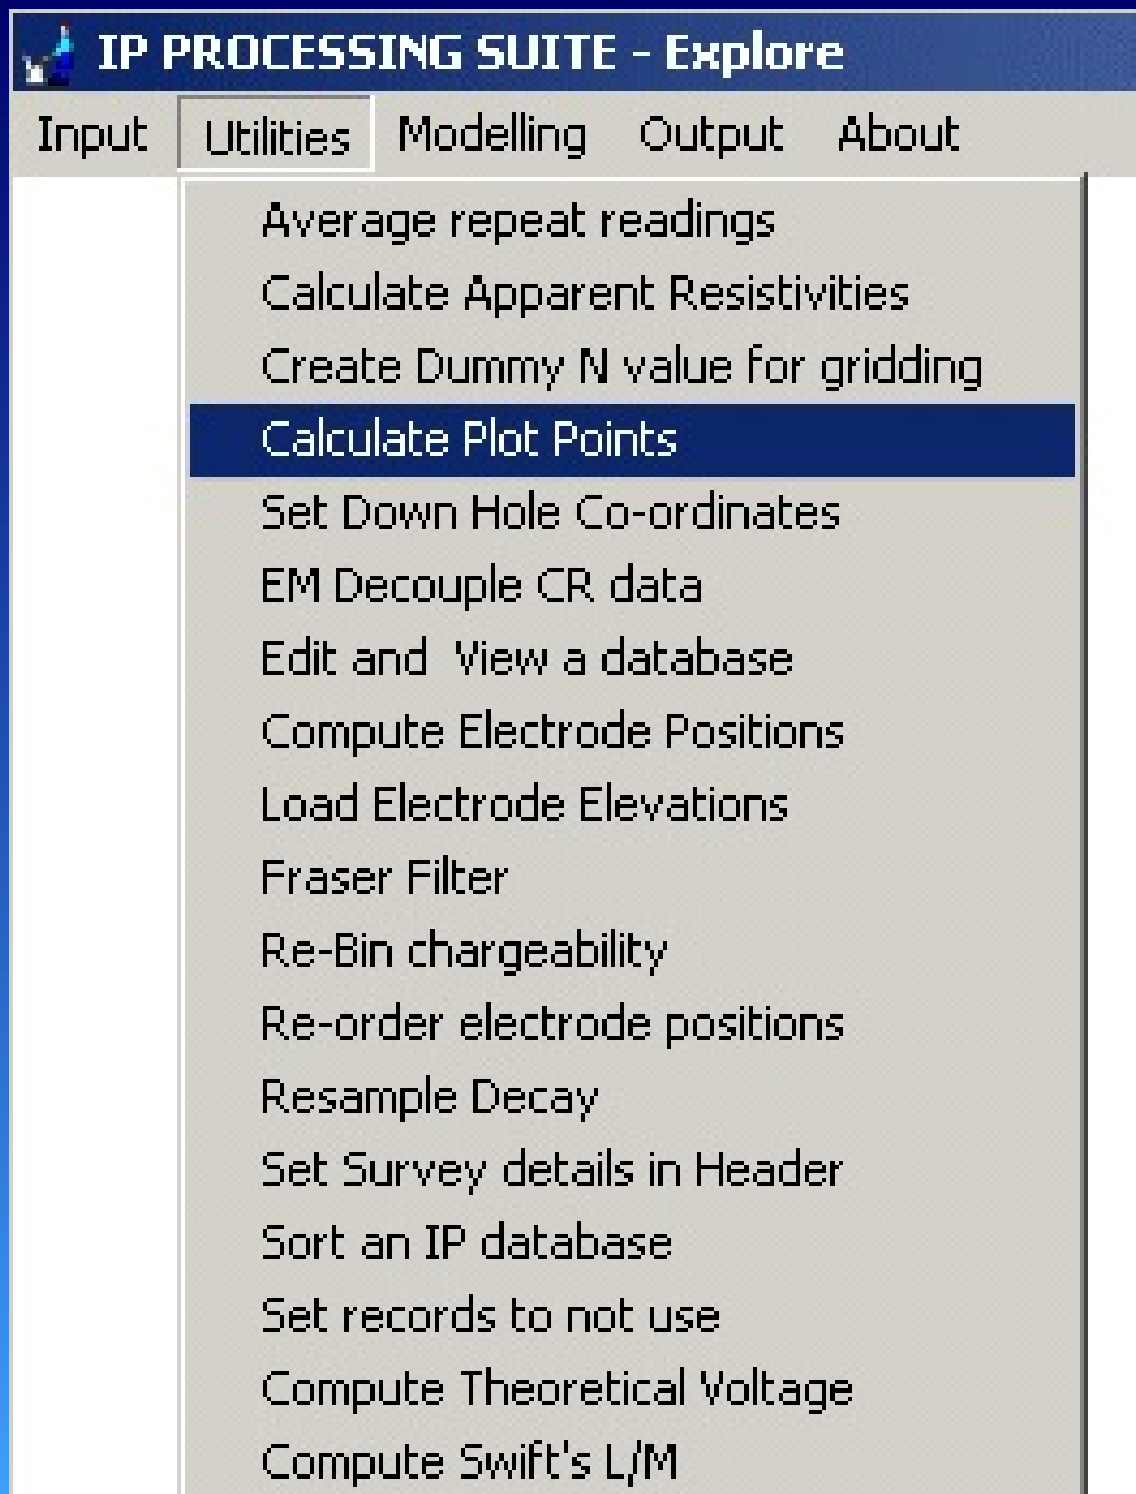 IP PROCESSING SUITE - Explore
Input Utilities Modelling Output About
Average repeat readings
Calculate Apparent Resistivities
Create Dummy N value for gridding
Calculate Plot Points
Set Down Hole Co-ordinates
EM Decouple CR data
Edit and  View a database
Compute Electrode Positions
Load Electrode Elevations
Fraser Filter
Re-Bin chargeability
Re-order electrode positions
Resample Decay
Set Survey details in Header
Sort an IP database
Set records to not use
Compute Theoretical Voltage
Compute Swift's L/M